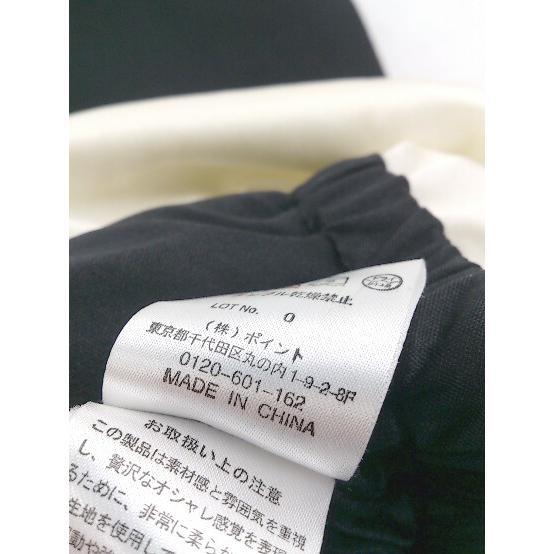 ブル乾燥禁止
LOT No. 0
(株)ポイント
東京都千代田区丸の内1-9-2-8F
0120-601-162
MADE IN CHINA
お取扱い上の注意
この製品は素材感と雰囲気を重視
し、贅沢なオシャレ感覚を表現
るために、非常に柔ら
生地を使用して